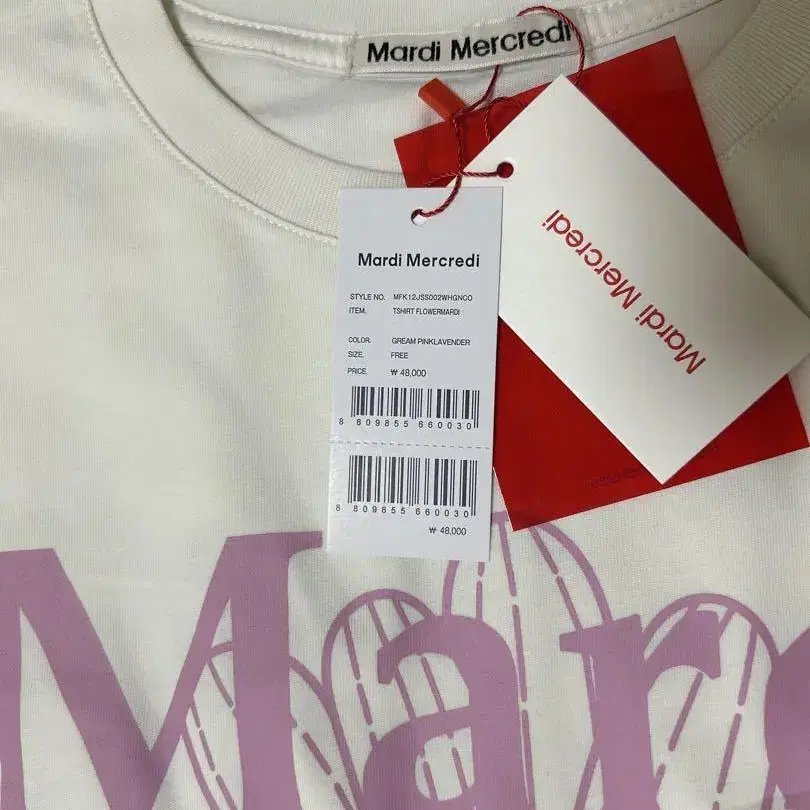 Mardi Mercredi
Mardi Mercredi
Mardi Mercredi
STYLE NO. MFK12JSS002WHGNCO
ITEM. TSHIRT FLOWERMARDI
COLOR. GREAM PINKLAVENDER
SIZE. FREE
PRICE. ₩ 48,000
8 809855 660030
8 809855 660030
₩ 48,000
Mar